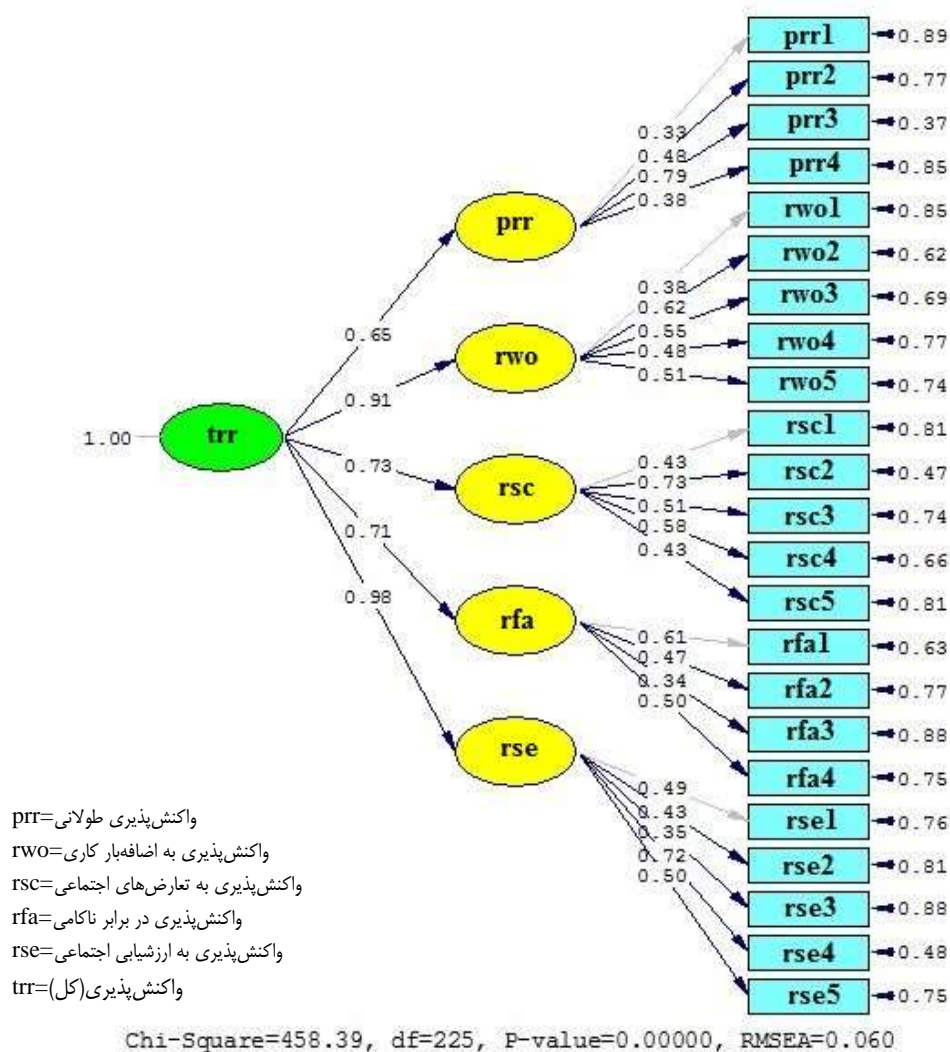 prr1
0.89
prr2
0.77
prr3
0.37
prr4
0.85
rwo1
0.85
rwo2
0.62
rwo3
0.69
rwo4
0.77
rwo5
0.74
rsc1
0.81
rsc2
0.47
rsc3
0.74
rsc4
0.66
rsc5
0.81
rfa1
0.63
rfa2
0.77
rfa3
0.88
rfa4
0.75
rse1
0.76
rse2
0.81
rse3
0.88
rse4
0.48
rse5
0.75
0.33
0.48
0.79
0.38
prr
0.38
0.62
0.55
0.48
0.51
rwo
0.43
0.73
0.51
0.58
0.43
rsc
0.61
0.47
0.34
0.50
rfa
0.49
0.43
0.35
0.72
0.50
rse
0.65
0.91
0.73
0.71
0.98
1.00
trr
واکنش‌پذیری طولانی=prr
واکنش‌پذیری به اضافه‌بار کاری=rwo
واکنش‌پذیری به تعارض‌های اجتماعی=rsc
واکنش‌پذیری در برابر ناکامی=rfa
واکنش‌پذیری به ارزشیابی اجتماعی=rse
واکنش‌پذیری(کل)=trr
Chi-Square=458.39, df=225, P-value=0.00000, RMSEA=0.060